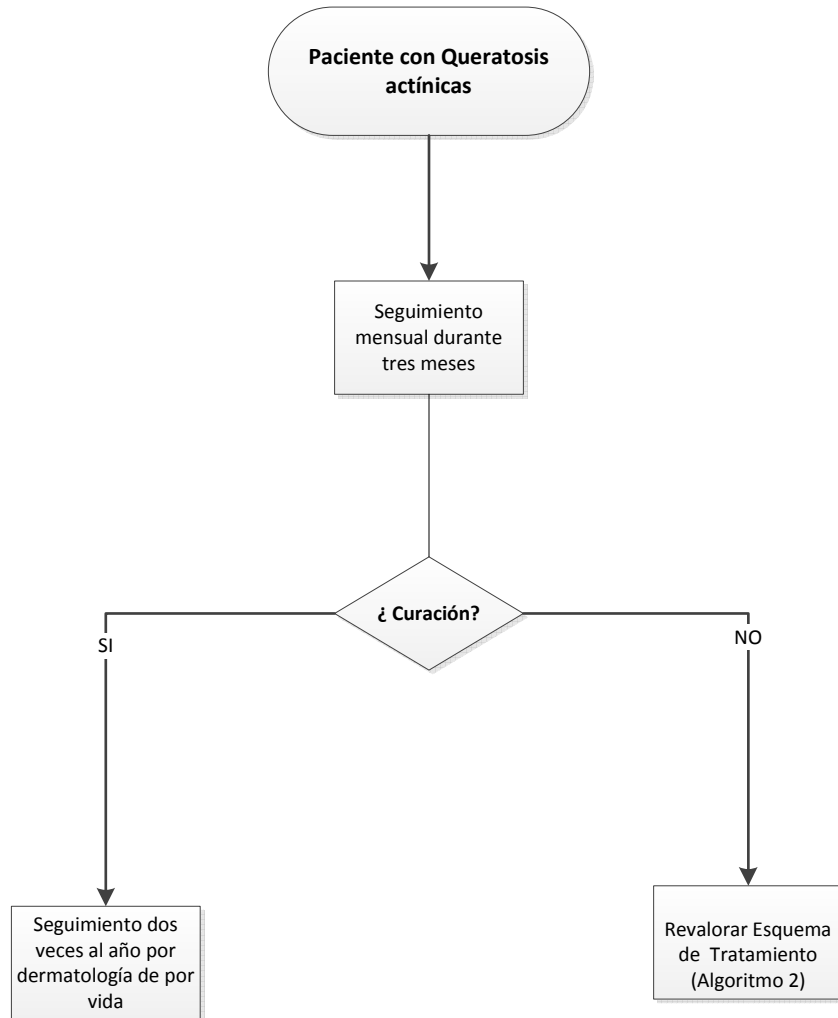 Paciente con Queratosis
actínicas
Seguimiento
mensual durante
tres meses
¿ Curación?
SI
NO
Seguimiento dos
veces al año por
dermatología de por
vida
Revalorar Esquema
de Tratamiento
(Algoritmo 2)